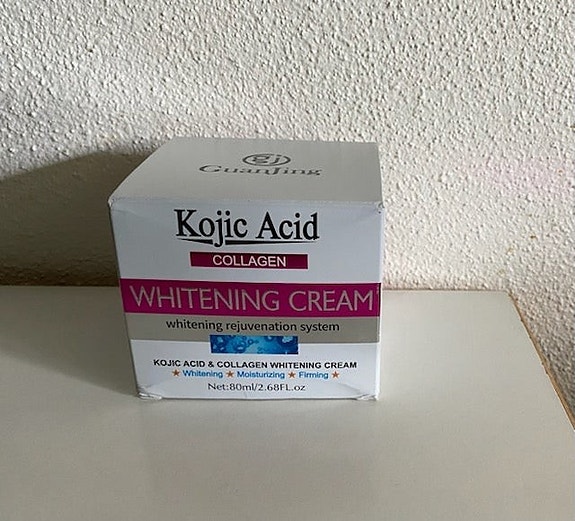 gj
GuanJing
Kojic Acid
COLLAGEN
WHITENING CREAM
whitening rejuvenation system
KOJIC ACID & COLLAGEN WHITENING CREAM
★ Whitening ★ Moisturizing ★ Firming ★
Net:80ml/2.68FL.oz